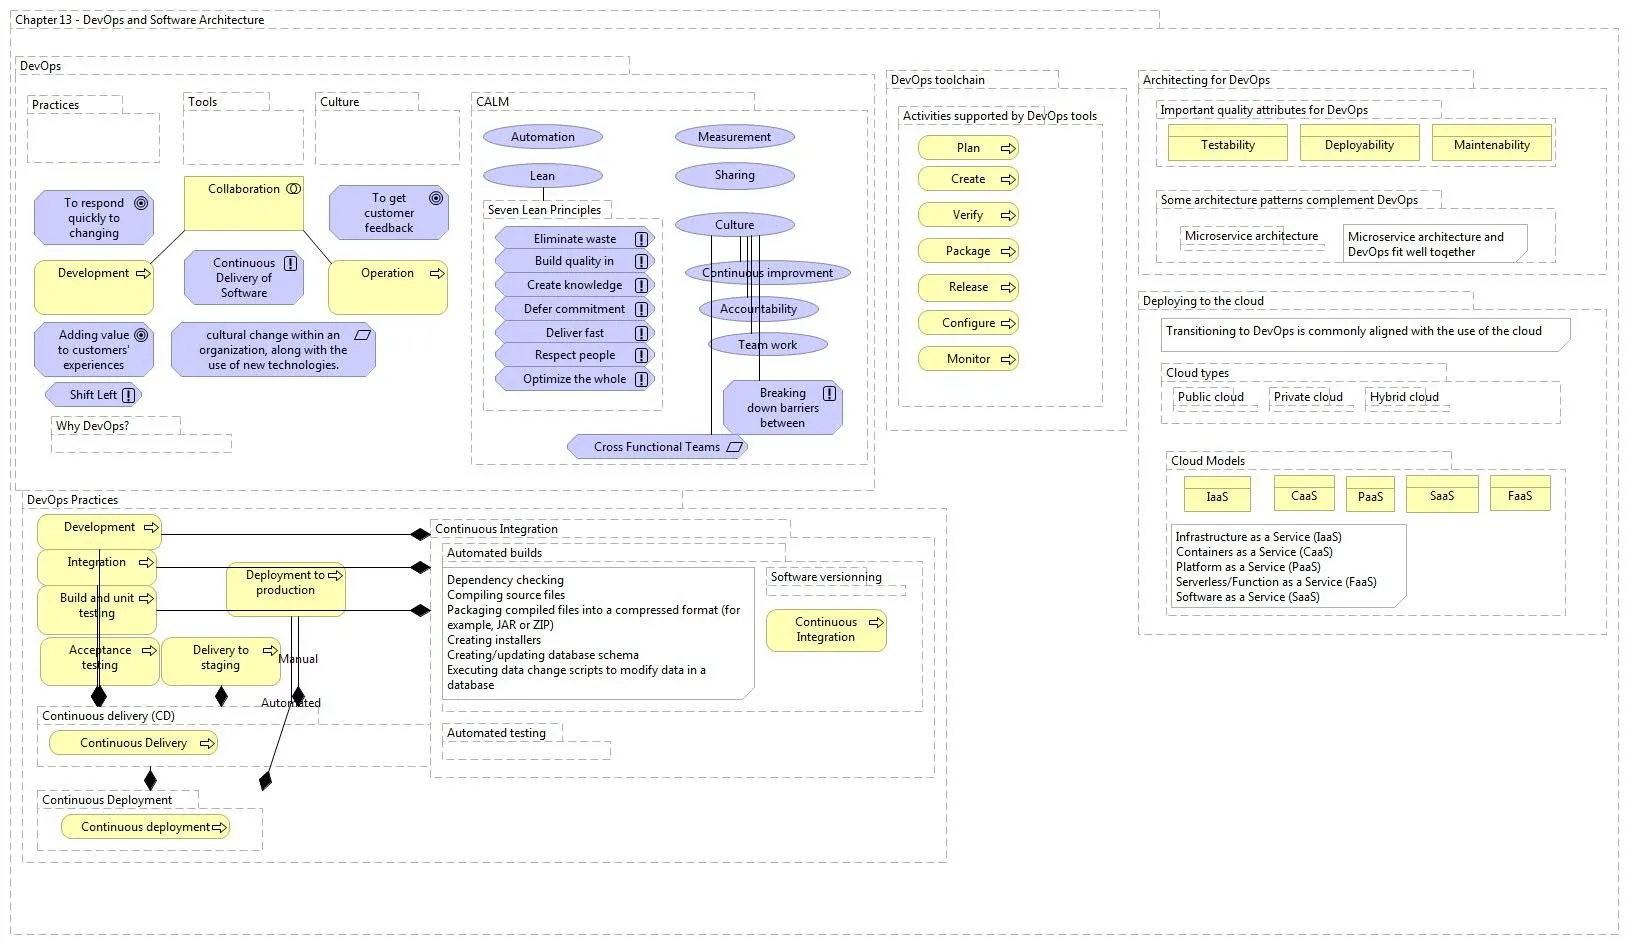 Chapter 13 - DevOps and Software Architecture
DevOps
Practices
Tools
Culture
To respond
quickly to
changing
Collaboration
To get
customer
feedback
Development
Continuous
Delivery of
Software
Operation
Adding value
to customers'
experiences
cultural change within an
organization, along with the
use of new technologies.
Shift Left
Why DevOps?
CALM
Automation
Measurement
Lean
Sharing
Seven Lean Principles
Eliminate waste
Build quality in
Create knowledge
Defer commitment
Deliver fast
Respect people
Optimize the whole
Culture
Continuous improvment
Accountability
Team work
Breaking
down barriers
between
Cross Functional Teams
DevOps toolchain
Activities supported by DevOps tools
Plan
Create
Verify
Package
Release
Configure
Monitor
Architecting for DevOps
Important quality attributes for DevOps
Testability
Deployability
Maintenability
Some architecture patterns complement DevOps
Microservice architecture
Microservice architecture and
DevOps fit well together
Deploying to the cloud
Transitioning to DevOps is commonly aligned with the use of the cloud
Cloud types
Public cloud
Private cloud
Hybrid cloud
Cloud Models
IaaS
CaaS
PaaS
SaaS
FaaS
Infrastructure as a Service (IaaS)
Containers as a Service (CaaS)
Platform as a Service (PaaS)
Serverless/Function as a Service (FaaS)
Software as a Service (SaaS)
DevOps Practices
Development
Integration
Build and unit
testing
Deployment to
production
Acceptance
testing
Delivery to
staging
Manual
Automated
Continuous delivery (CD)
Continuous Delivery
Continuous Deployment
Continuous deployment
Continuous Integration
Automated builds
Dependency checking
Compiling source files
Packaging compiled files into a compressed format (for
example, JAR or ZIP)
Creating installers
Creating/updating database schema
Executing data change scripts to modify data in a
database
Software versionning
Continuous
Integration
Automated testing